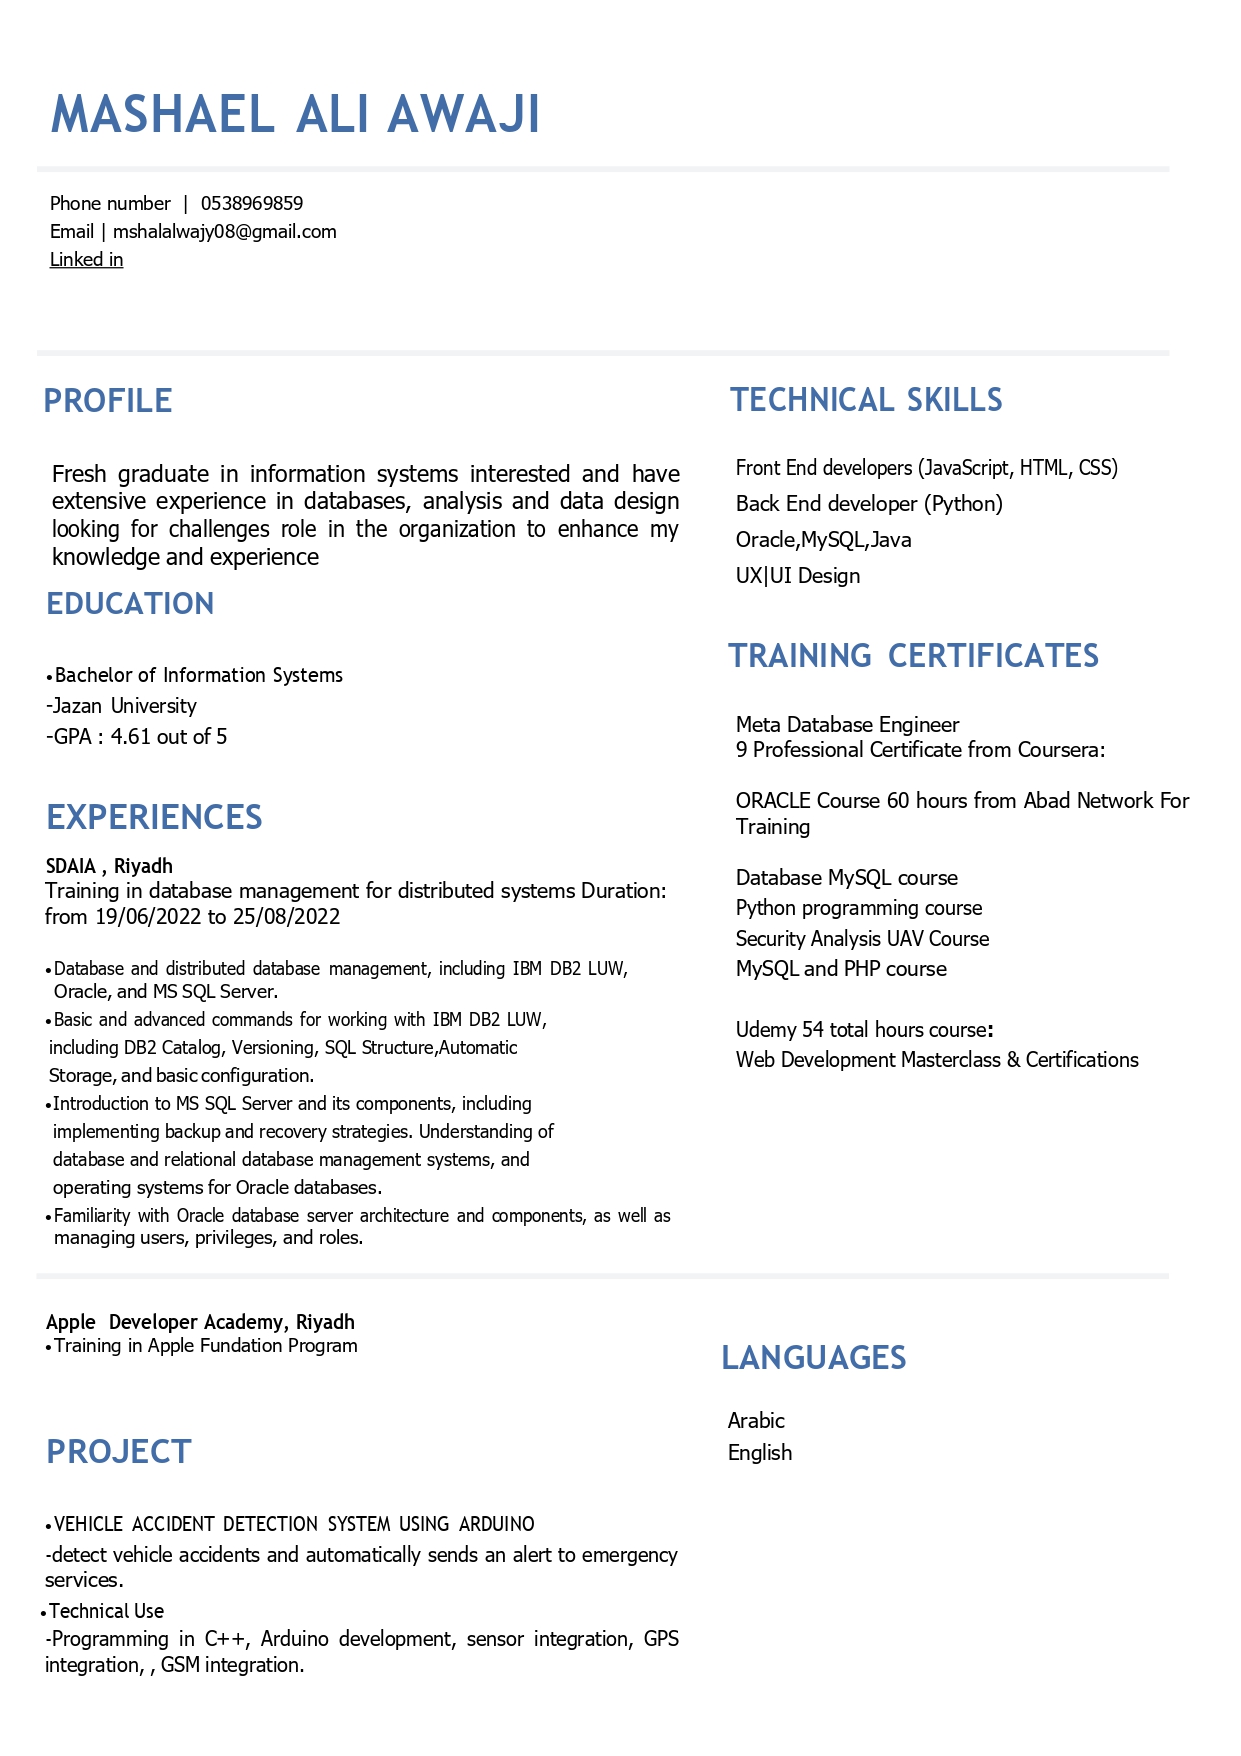 MASHAEL ALI AWAJI
Phone number | 0538969859
Email | mshalalwajy08@gmail.com
Linked in
PROFILE
Fresh graduate in information systems interested and have
extensive experience in databases, analysis and data design
looking for challenges role in the organization to enhance my
knowledge and experience
EDUCATION
•Bachelor of Information Systems
-Jazan University
-GPA : 4.61 out of 5
EXPERIENCES
SDAIA , Riyadh
Training in database management for distributed systems Duration:
from 19/06/2022 to 25/08/2022
•Database and distributed database management, including IBM DB2 LUW,
Oracle, and MS SQL Server.
•Basic and advanced commands for working with IBM DB2 LUW,
including DB2 Catalog, Versioning, SQL Structure,Automatic
Storage, and basic configuration.
•Introduction to MS SQL Server and its components, including
implementing backup and recovery strategies. Understanding of
database and relational database management systems, and
operating systems for Oracle databases.
•Familiarity with Oracle database server architecture and components, as well as
managing users, privileges, and roles.
Apple Developer Academy, Riyadh
•Training in Apple Fundation Program
PROJECT
•VEHICLE ACCIDENT DETECTION SYSTEM USING ARDUINO
-detect vehicle accidents and automatically sends an alert to emergency
services.
•Technical Use
-Programming in C++, Arduino development, sensor integration, GPS
integration, , GSM integration.
TECHNICAL SKILLS
Front End developers (JavaScript, HTML, CSS)
Back End developer (Python)
Oracle,MySQL,Java
UX|UI Design
TRAINING CERTIFICATES
Meta Database Engineer
9 Professional Certificate from Coursera:
ORACLE Course 60 hours from Abad Network For
Training
Database MySQL course
Python programming course
Security Analysis UAV Course
MySQL and PHP course
Udemy 54 total hours course:
Web Development Masterclass & Certifications
LANGUAGES
Arabic
English